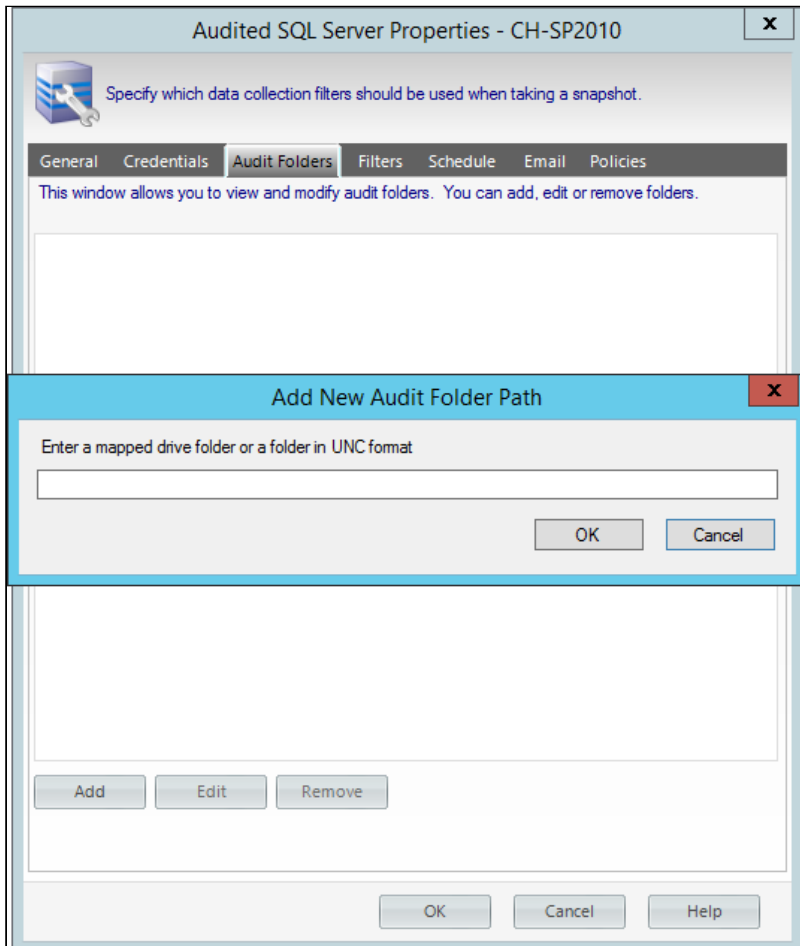 Audited SQL Server Properties - CH-SP2010
x
Specify which data collection filters should be used when taking a snapshot.
General Credentials Audit Folders Filters Schedule Email Policies
This window allows you to view and modify audit folders. You can add, edit or remove folders.
Add New Audit Folder Path
x
Enter a mapped drive folder or a folder in UNC format
OK Cancel
Add Edit Remove
OK Cancel Help